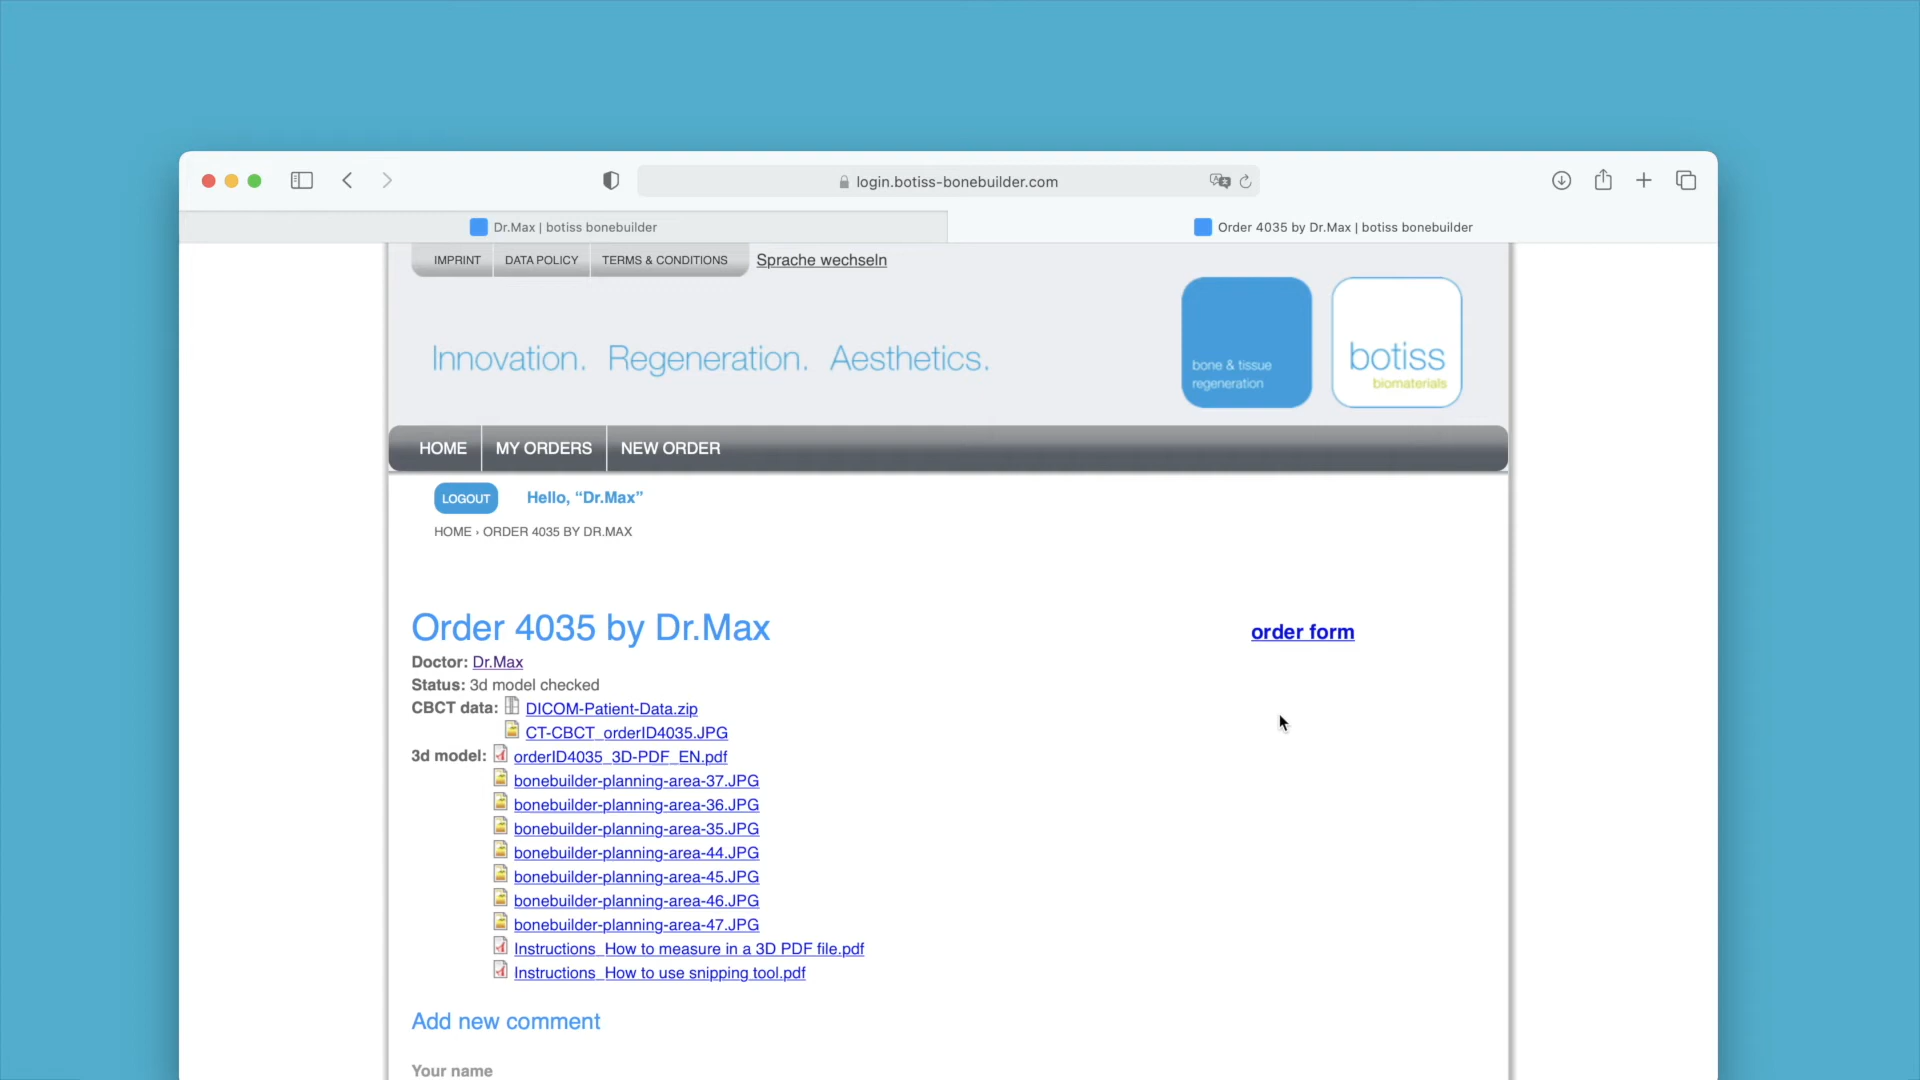 login.botiss-bonebuilder.com
Dr.Max | botiss bonebuilder
Order 4035 by Dr.Max | botiss bonebuilder
IMPRINT
DATA POLICY
TERMS & CONDITIONS
Sprache wechseln
Innovation. Regeneration. Aesthetics.
bone & tissue
regeneration
botiss
biomaterials
HOME
MY ORDERS
NEW ORDER
LOGOUT
Hello, “Dr.Max”
HOME › ORDER 4035 BY DR.MAX
Order 4035 by Dr.Max
order form
Doctor: Dr.Max
Status: 3d model checked
CBCT data: DICOM-Patient-Data.zip
CT-CBCT_orderID4035.JPG
3d model: orderID4035_3D-PDF_EN.pdf
bonebuilder-planning-area-37.JPG
bonebuilder-planning-area-36.JPG
bonebuilder-planning-area-35.JPG
bonebuilder-planning-area-44.JPG
bonebuilder-planning-area-45.JPG
bonebuilder-planning-area-46.JPG
bonebuilder-planning-area-47.JPG
Instructions_How to measure in a 3D PDF file.pdf
Instructions_How to use snipping tool.pdf
Add new comment
Your name